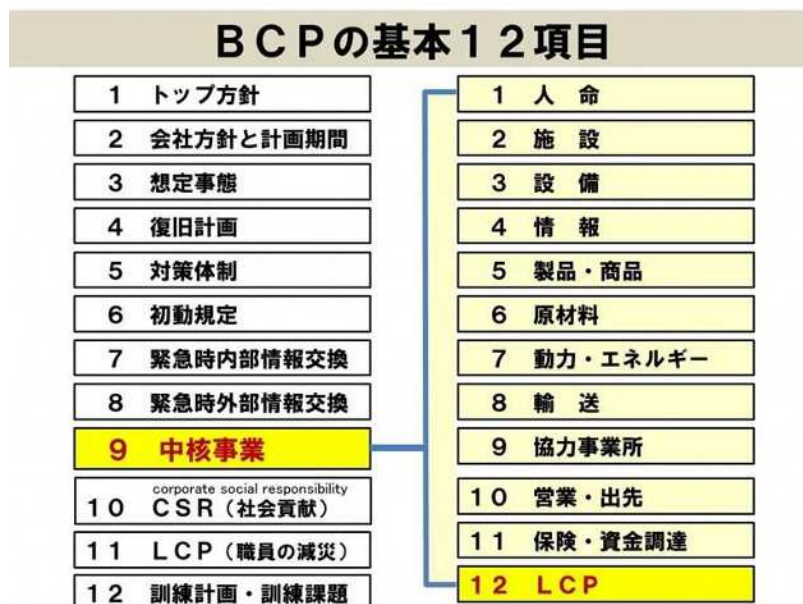 BCPの基本12項目
1 トップ方針
2 会社方針と計画期間
3 想定事態
4 復旧計画
5 対策体制
6 初動規定
7 緊急時内部情報交換
8 緊急時外部情報交換
9 中核事業
corporate social responsibility
10 CSR(社会貢献)
11 LCP(職員の減災)
12 訓練計画・訓練課題
1 人 命
2 施 設
3 設 備
4 情 報
5 製品・商品
6 原材料
7 動力・エネルギー
8 輸 送
9 協力事業所
10 営業・出先
11 保険・資金調達
12 LCP